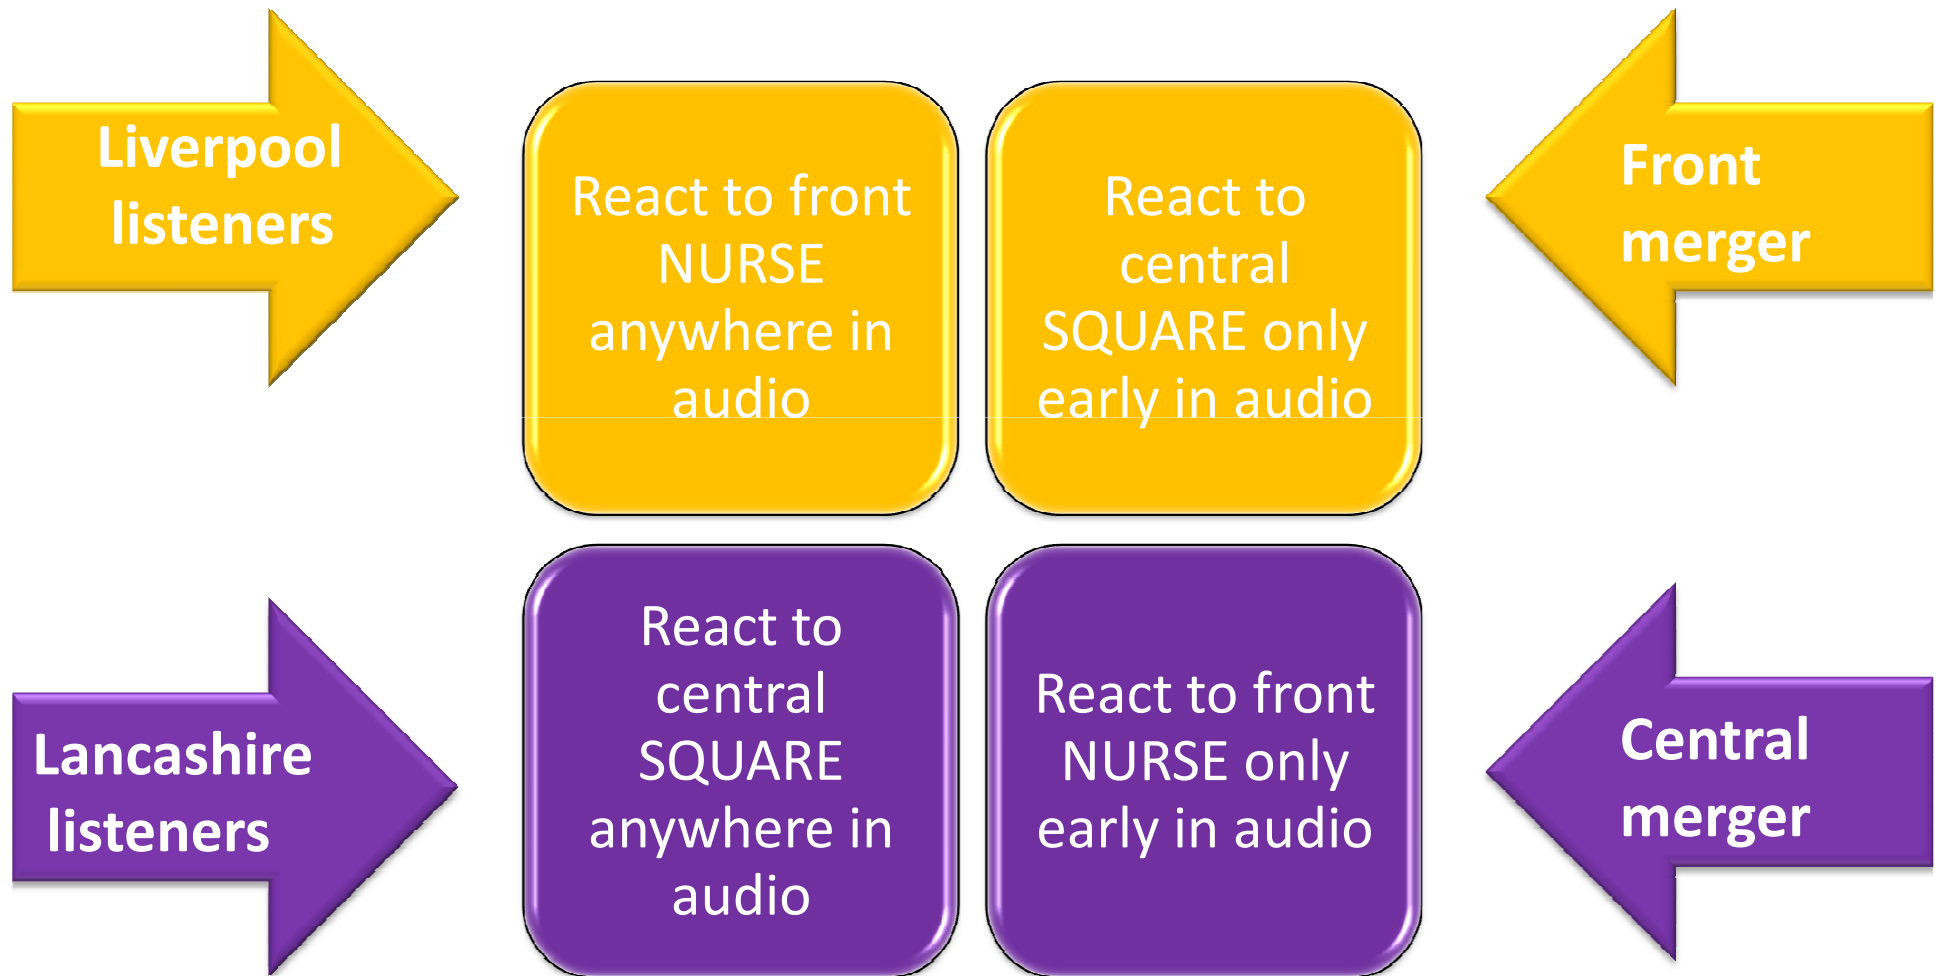 Liverpool
listeners
React to front
NURSE
anywhere in
audio
React to
central
SQUARE only
early in audio
Front
merger
Lancashire
listeners
React to
central
SQUARE
anywhere in
audio
React to front
NURSE only
early in audio
Central
merger